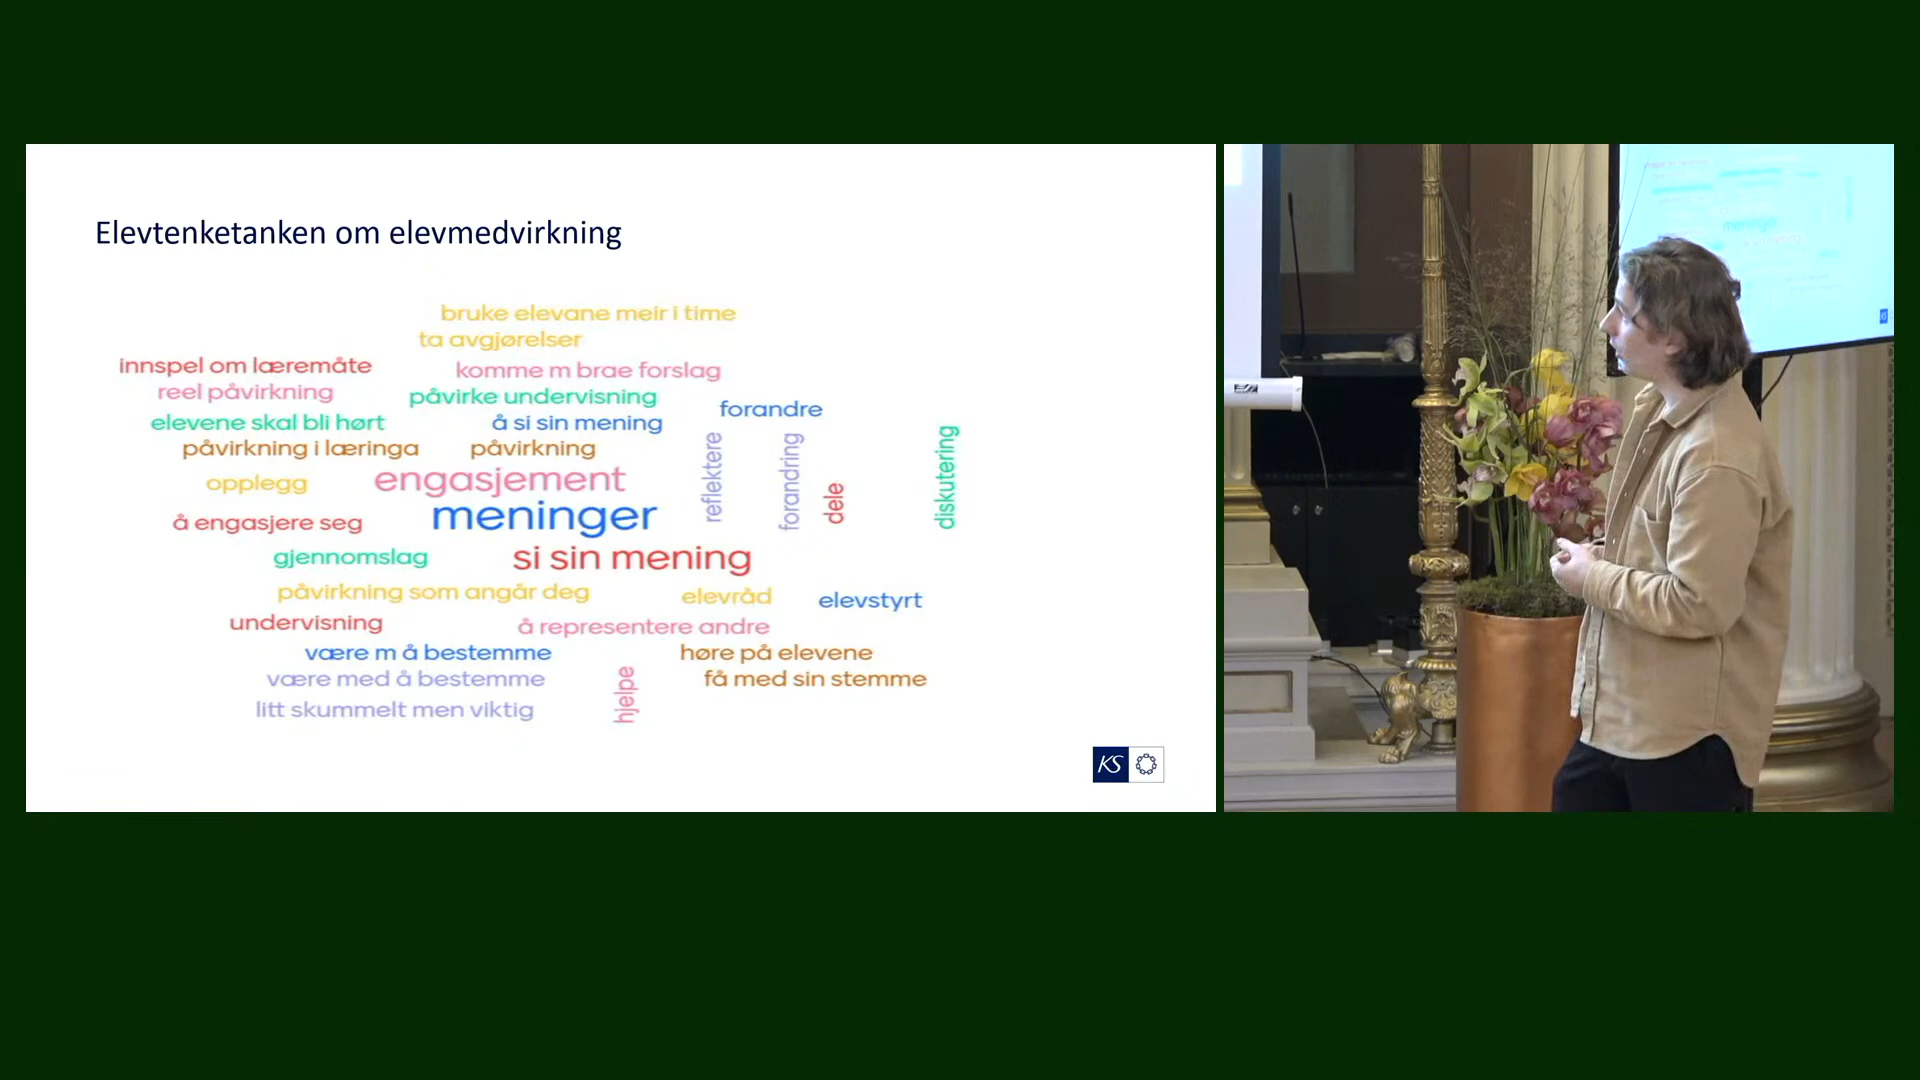 Elevtenketanken om elevmedvirkning
bruke elevane meir i time
ta avgjørelser
innspel om læremåte
komme m brae forslag
reel påvirkning
påvirke undervisning
forandre
elevene skal bli hørt
å si sin mening
påvirkning i læringa
påvirkning
reflektere
forandring
dele
diskutering
opplegg
engasjement
meninger
å engasjere seg
gjennomslag
si sin mening
påvirkning som angår deg
elevråd
elevstyrt
undervisning
å representere andre
være m å bestemme
høre på elevene
være med å bestemme
hjelpe
få med sin stemme
litt skummelt men viktig
KS